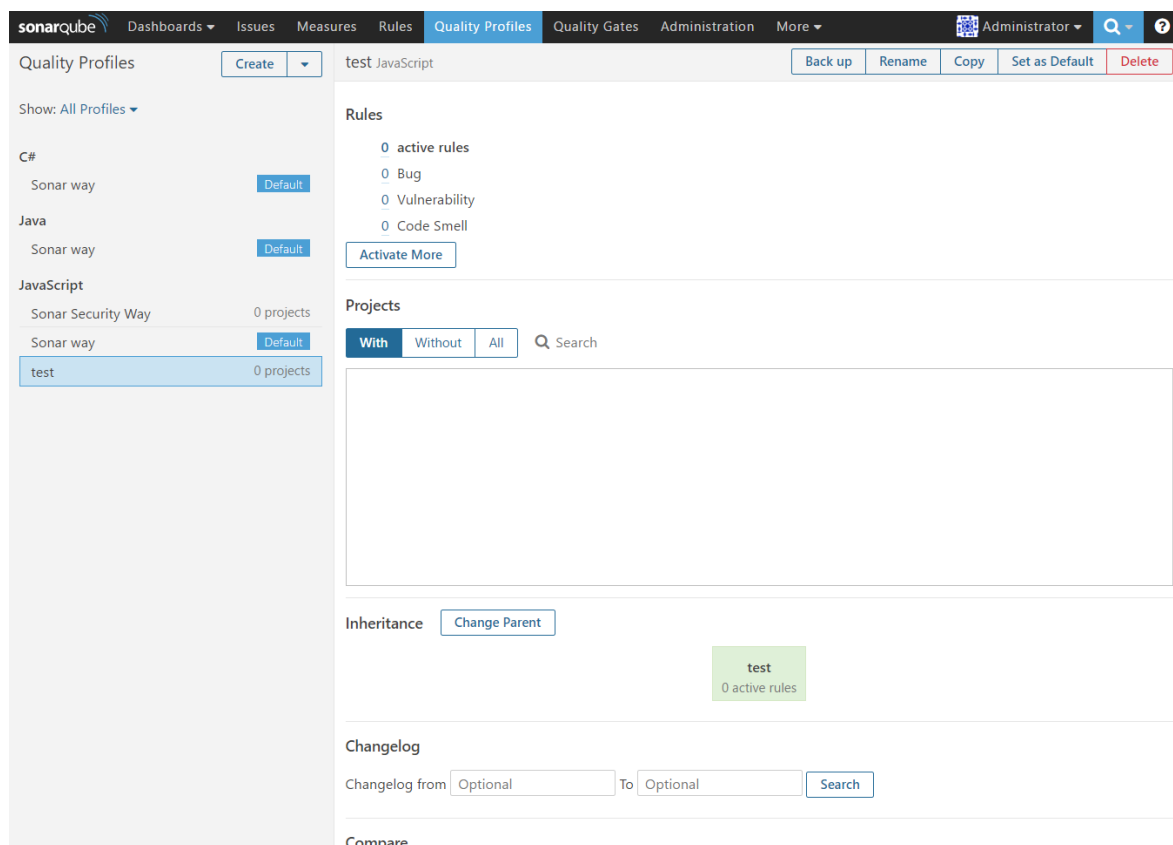 sonarqube Dashboards Issues Measures Rules Quality Profiles Quality Gates Administration More Administrator ?
Quality Profiles Create
test JavaScript Back up Rename Copy Set as Default Delete
Show: All Profiles
C#
Sonar way Default
Java
Sonar way Default
JavaScript
Sonar Security Way 0 projects
Sonar way Default
test 0 projects
Rules
0 active rules
0 Bug
0 Vulnerability
0 Code Smell
Activate More
Projects
With Without All Search
Inheritance Change Parent
test
0 active rules
Changelog
Changelog from Optional To Optional Search
Compare